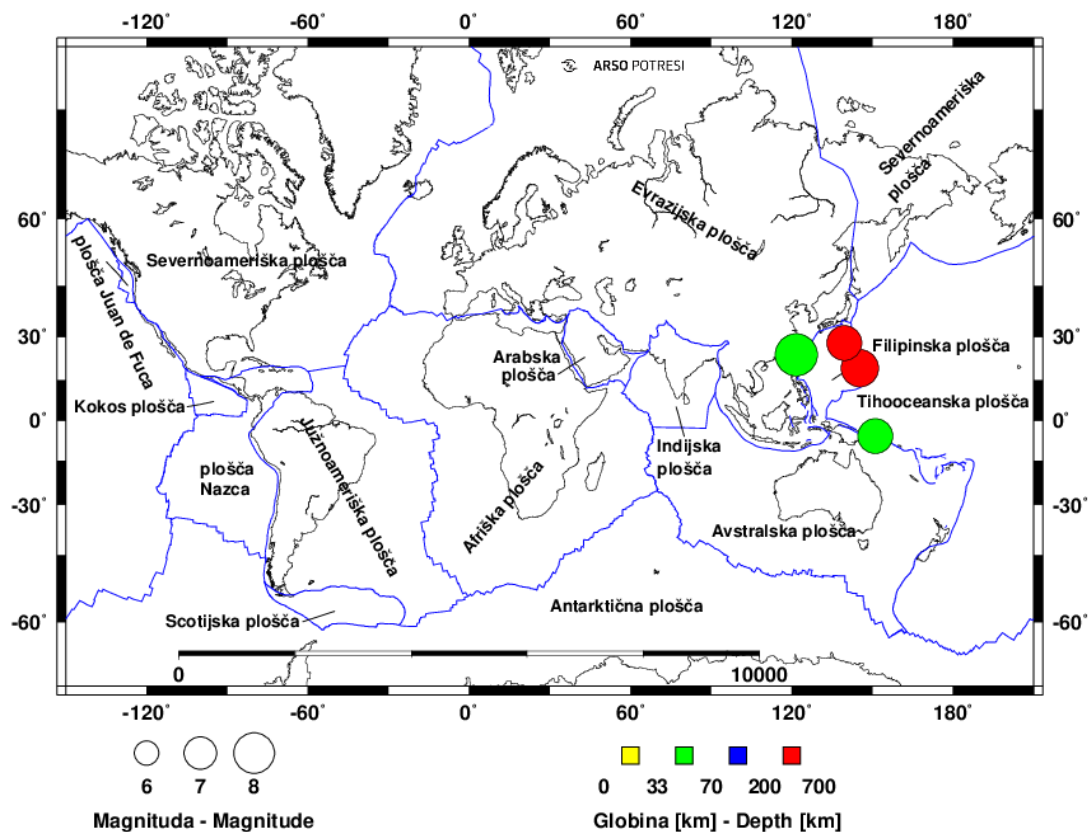 -120° -60° 0° 60° 120° 180°
ARSO POTRESI
Severnoameriška
plošča
Evrazijska plošča
60° 60°
Severnoameriška plošča
plošča Juan de Fuca
30° 30°
Filipinska plošča
Arabska
plošča
Tihooceanska plošča
Kokos plošča
0° 0°
Indijska
plošča
Južnoameriška plošča
plošča
Nazca
Afriška plošča
-30° -30°
Avstralska plošča
Antarktična plošča
Scotijska plošča
-60° -60°
0 10000
-120° -60° 0° 60° 120° 180°
6 7 8
0 33 70 200 700
Magnituda - Magnitude
Globina [km] - Depth [km]